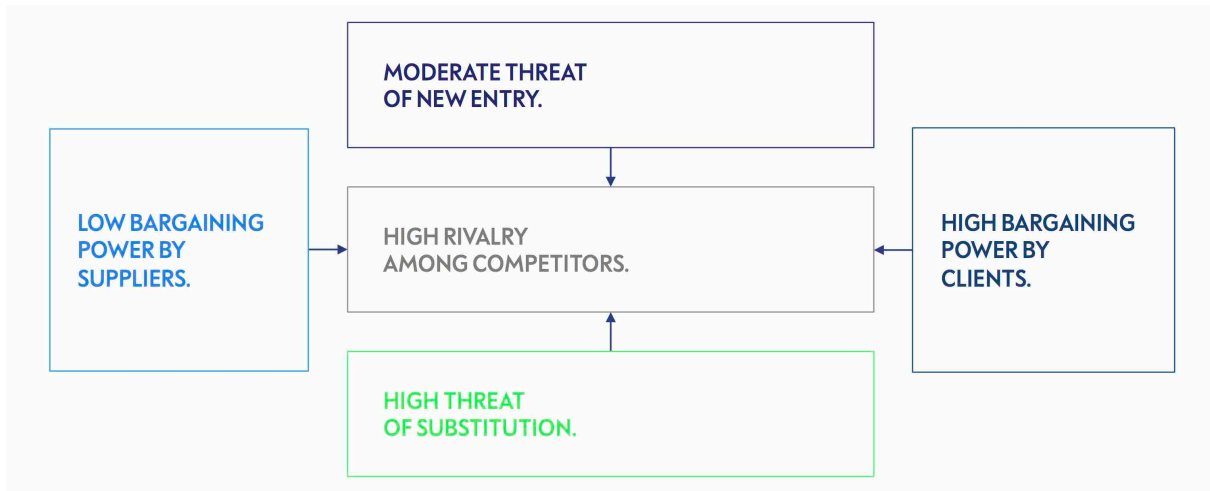 MODERATE THREAT
OF NEW ENTRY.
LOW BARGAINING
POWER BY
SUPPLIERS.
HIGH RIVALRY
AMONG COMPETITORS.
HIGH BARGAINING
POWER BY
CLIENTS.
HIGH THREAT
OF SUBSTITUTION.